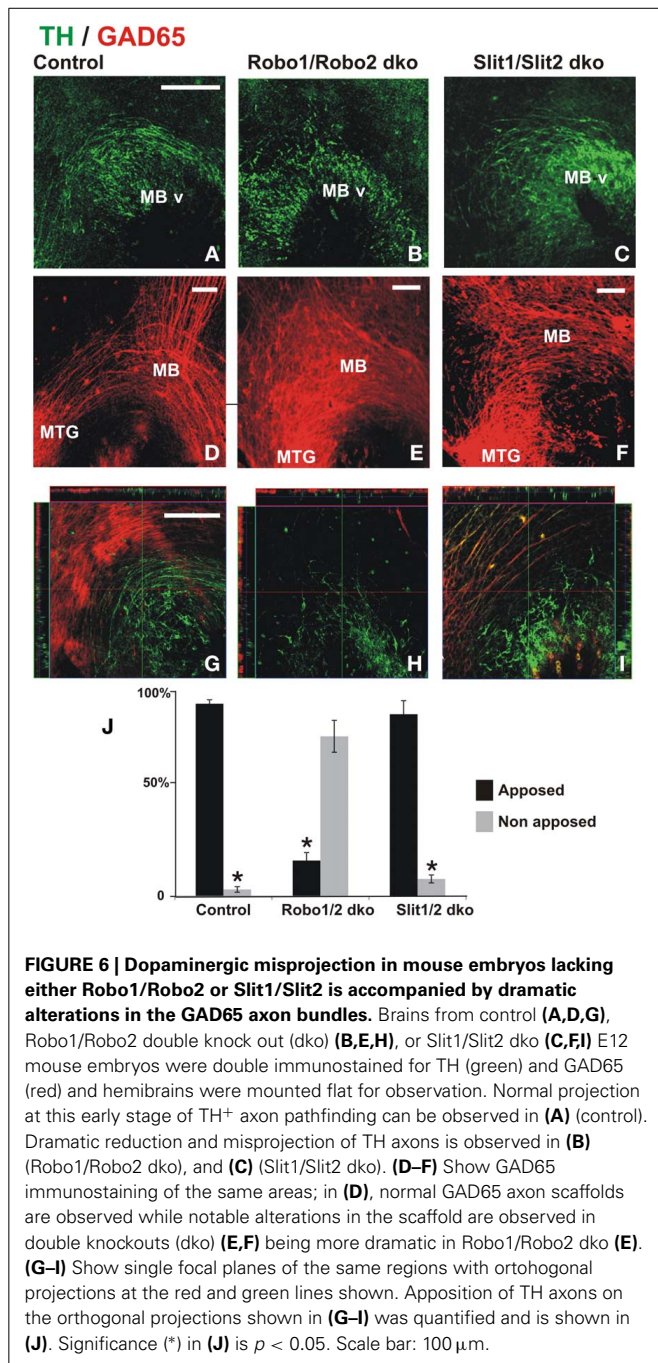 TH / GAD65
Control Robo1/Robo2 dko Slit1/Slit2 dko
MB v MB v MB v
A B C
MB MB MB
MTG MTG MTG
D E F
G H I
J
100%
50%
0
* * *
Apposed
Non apposed
Control Robo1/2 dko Slit1/2 dko
FIGURE 6 | Dopaminergic misprojection in mouse embryos lacking
either Robo1/Robo2 or Slit1/Slit2 is accompanied by dramatic
alterations in the GAD65 axon bundles. Brains from control (A,D,G),
Robo1/Robo2 double knock out (dko) (B,E,H), or Slit1/Slit2 dko (C,F,I) E12
mouse embryos were double immunostained for TH (green) and GAD65
(red) and hemibrains were mounted flat for observation. Normal projection
at this early stage of TH+ axon pathfinding can be observed in (A) (control).
Dramatic reduction and misprojection of TH axons is observed in (B)
(Robo1/Robo2 dko), and (C) (Slit1/Slit2 dko). (D–F) Show GAD65
immunostaining of the same areas; in (D), normal GAD65 axon scaffolds
are observed while notable alterations in the scaffold are observed in
double knockouts (dko) (E,F) being more dramatic in Robo1/Robo2 dko (E).
(G–I) Show single focal planes of the same regions with ortohogonal
projections at the red and green lines shown. Apposition of TH axons on
the orthogonal projections shown in (G–I) was quantified and is shown in
(J). Significance (*) in (J) is p < 0.05. Scale bar: 100 μm.